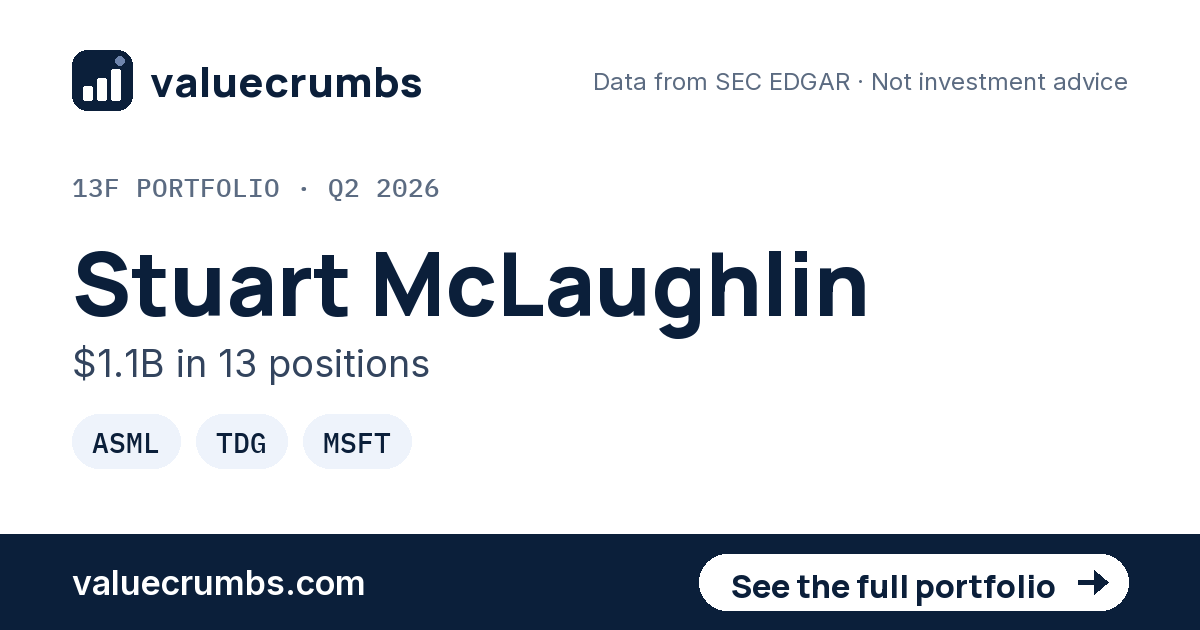 valuecrumbs
Data from SEC EDGAR · Not investment advice
13F PORTFOLIO · Q2 2026
Stuart McLaughlin
$1.1B in 13 positions
ASML TDG MSFT
valuecrumbs.com
See the full portfolio →